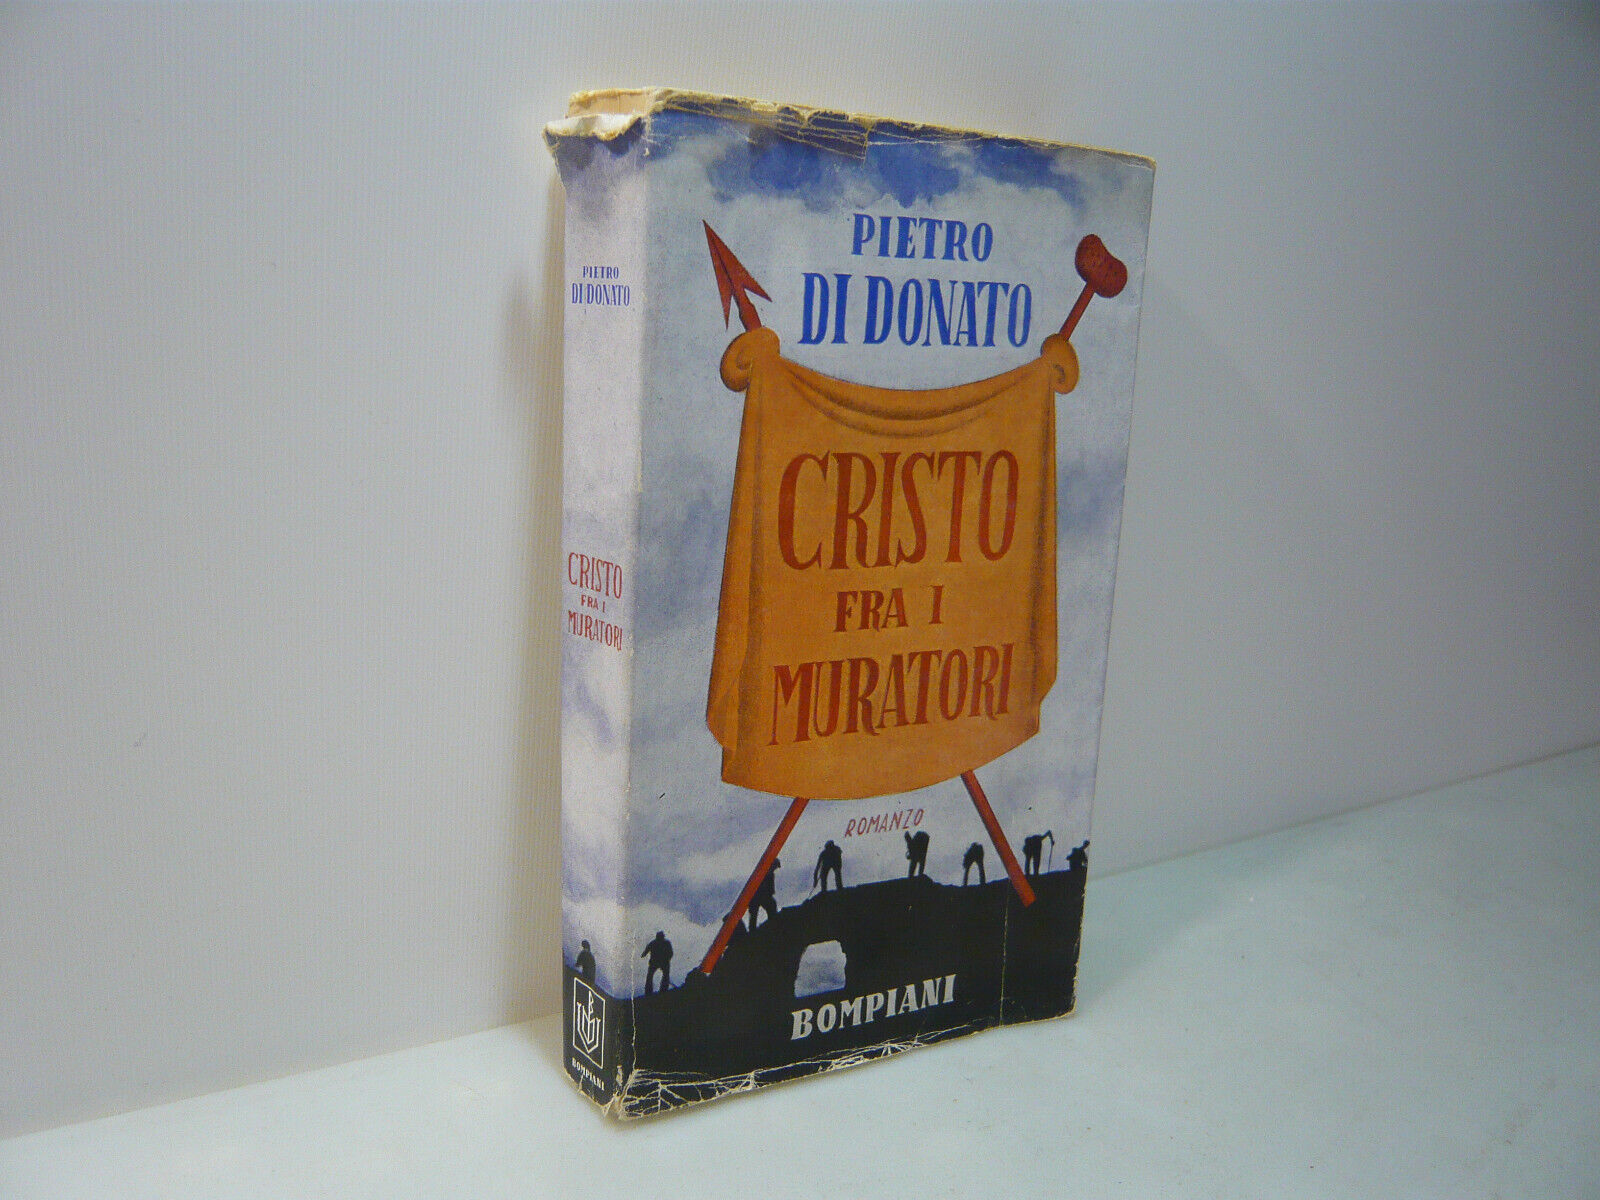 PIETRO
DI DONATO
CRISTO
FRA I
MURATORI
BOMPIANI
PIETRO
DI DONATO
CRISTO
FRA I
MURATORI
ROMANZO
BOMPIANI